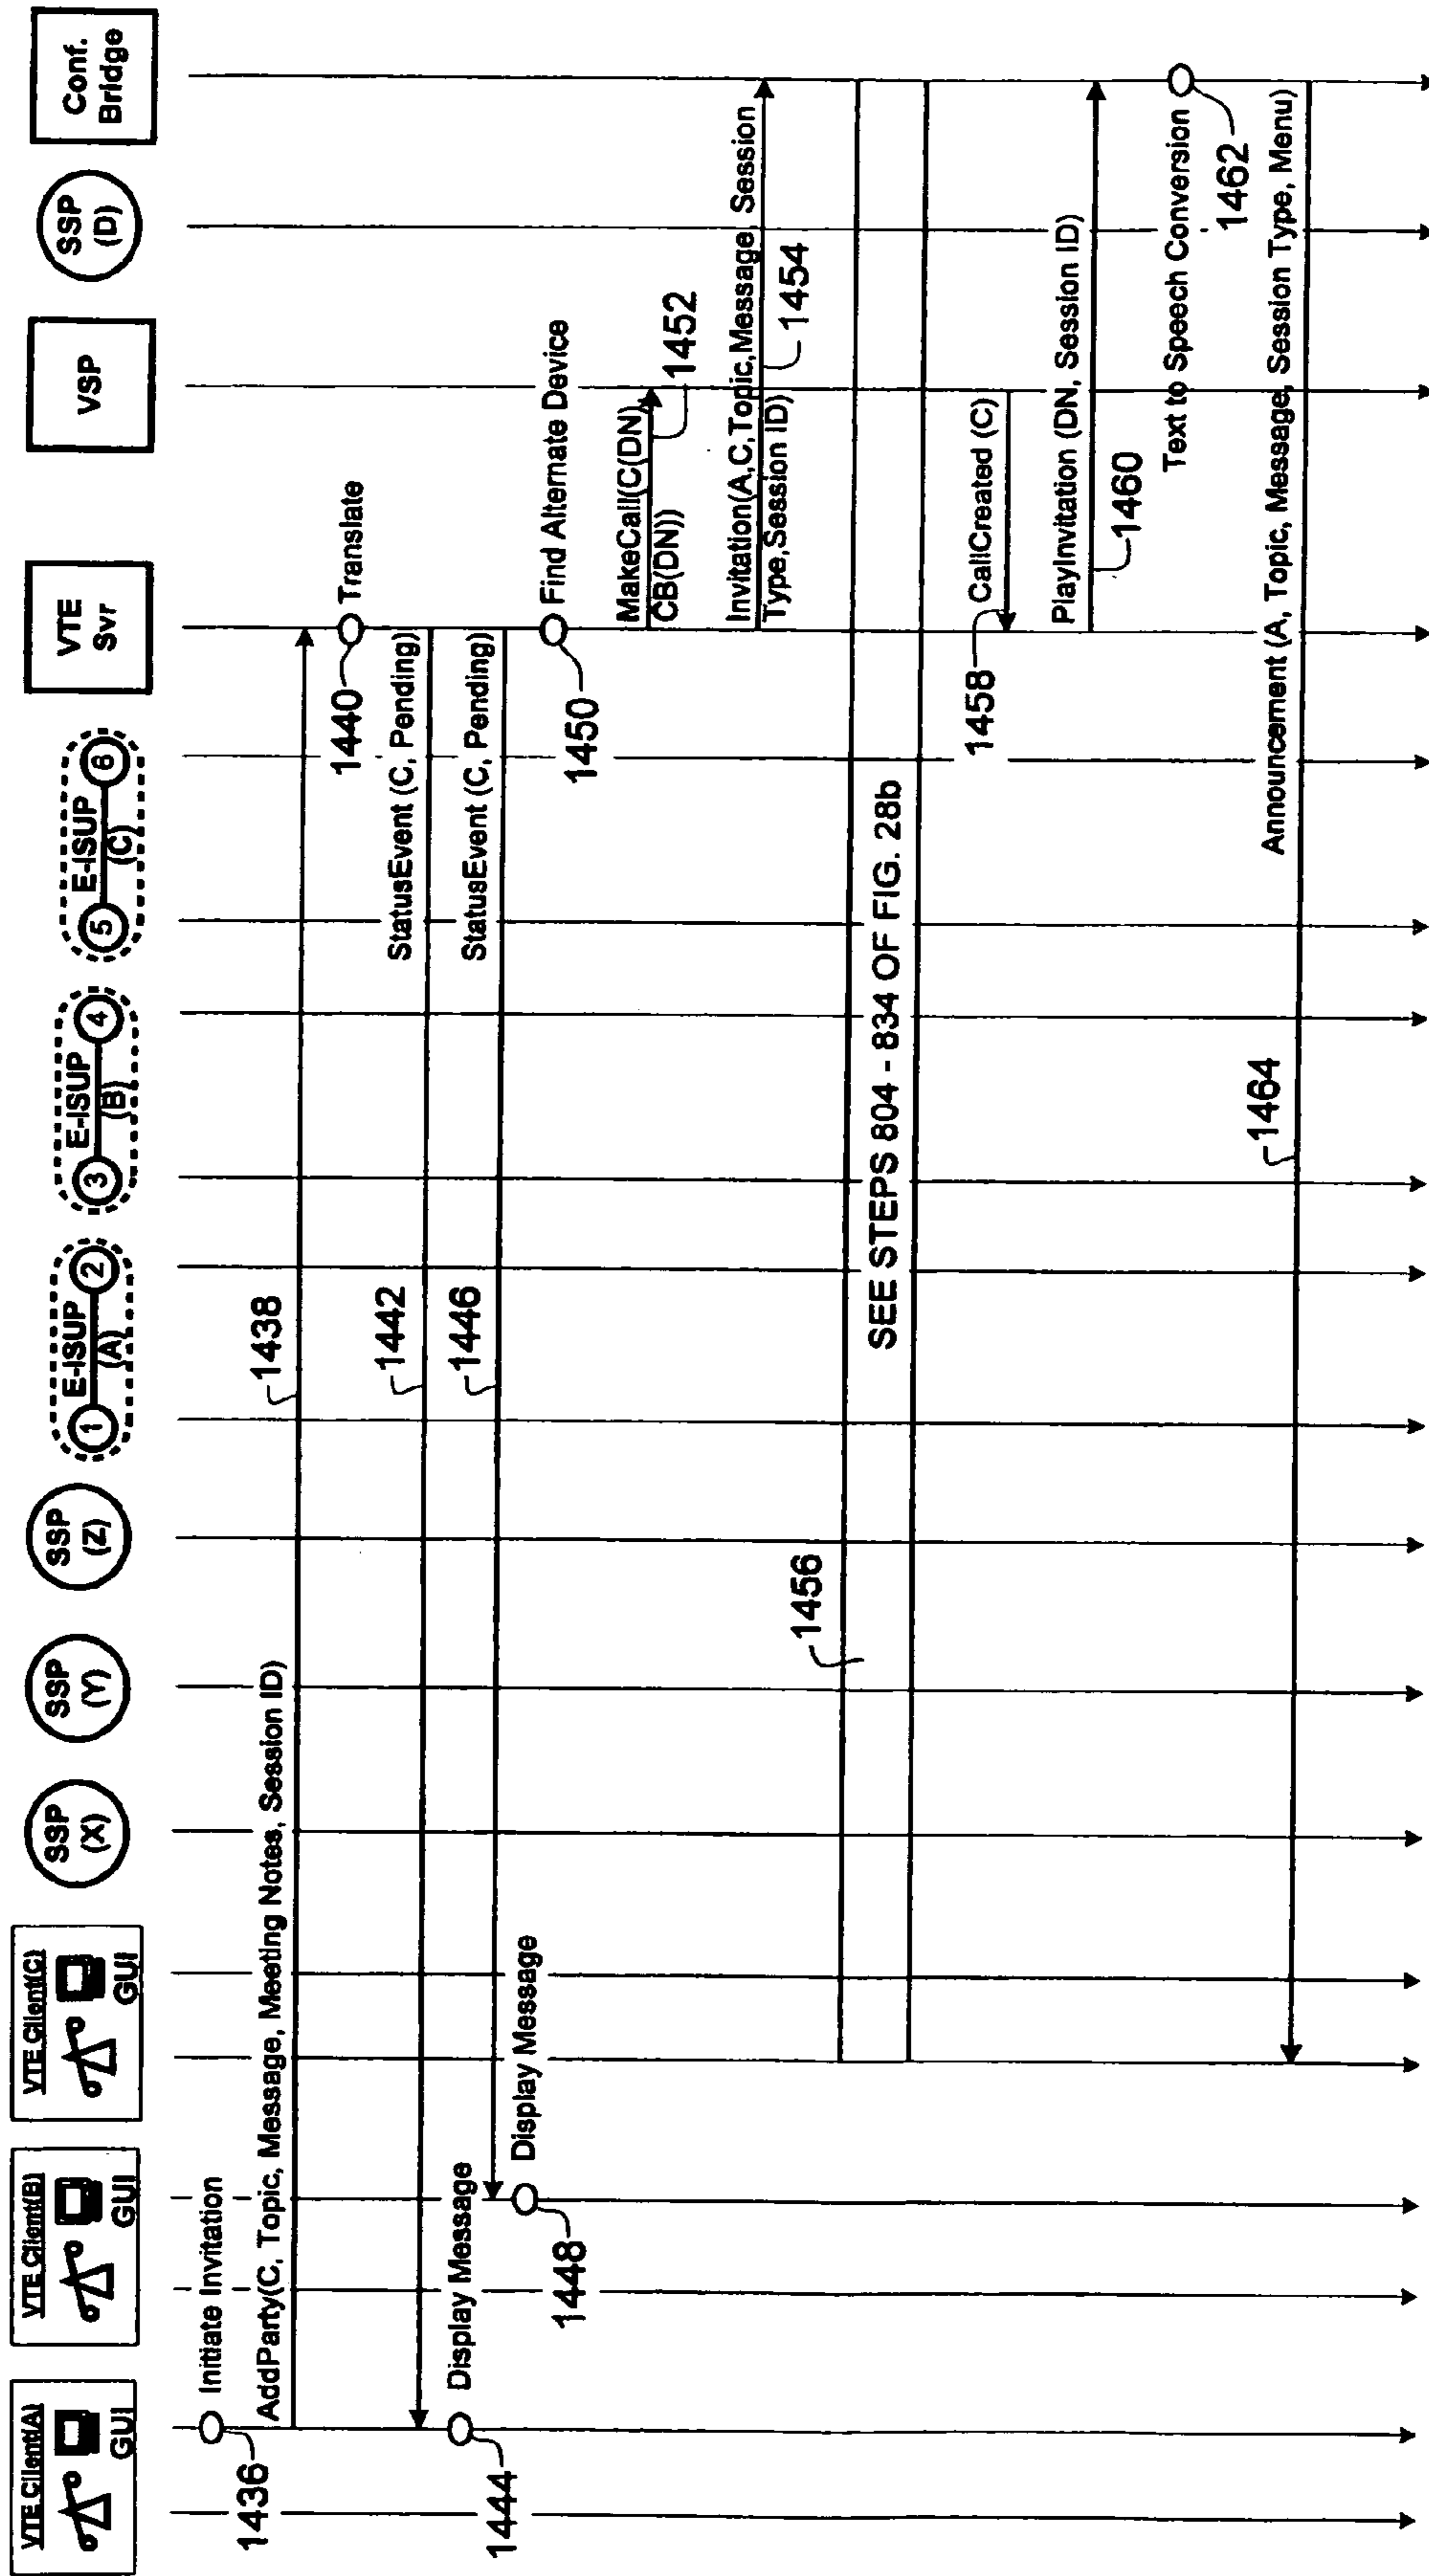 VTE Client(A)
GUI
VTE Client(B)
GUI
VTE Client(C)
GUI
SSP
(X)
SSP
(Y)
SSP
(Z)
E-ISUP
1
2
(A)
E-ISUP
3
4
(B)
E-ISUP
5
6
(C)
VTE
Svr
VSP
SSP
(D)
Conf.
Bridge
Initiate Invitation
1436
AddParty(C, Topic, Message, Meeting Notes, Session ID)
1438
Translate
1440
StatusEvent (C, Pending)
1442
Display Message
1444
StatusEvent (C, Pending)
1446
Display Message
1448
Find Alternate Device
1450
MakeCall(C(DN),
CB(DN))
1452
Invitation(A,C,Topic,Message, Session
Type,Session ID)
1454
1456
SEE STEPS 804 - 834 OF FIG. 28b
CallCreated (C)
1458
PlayInvitation (DN, Session ID)
1460
Text to Speech Conversion
1462
Announcement (A, Topic, Message, Session Type, Menu)
1464